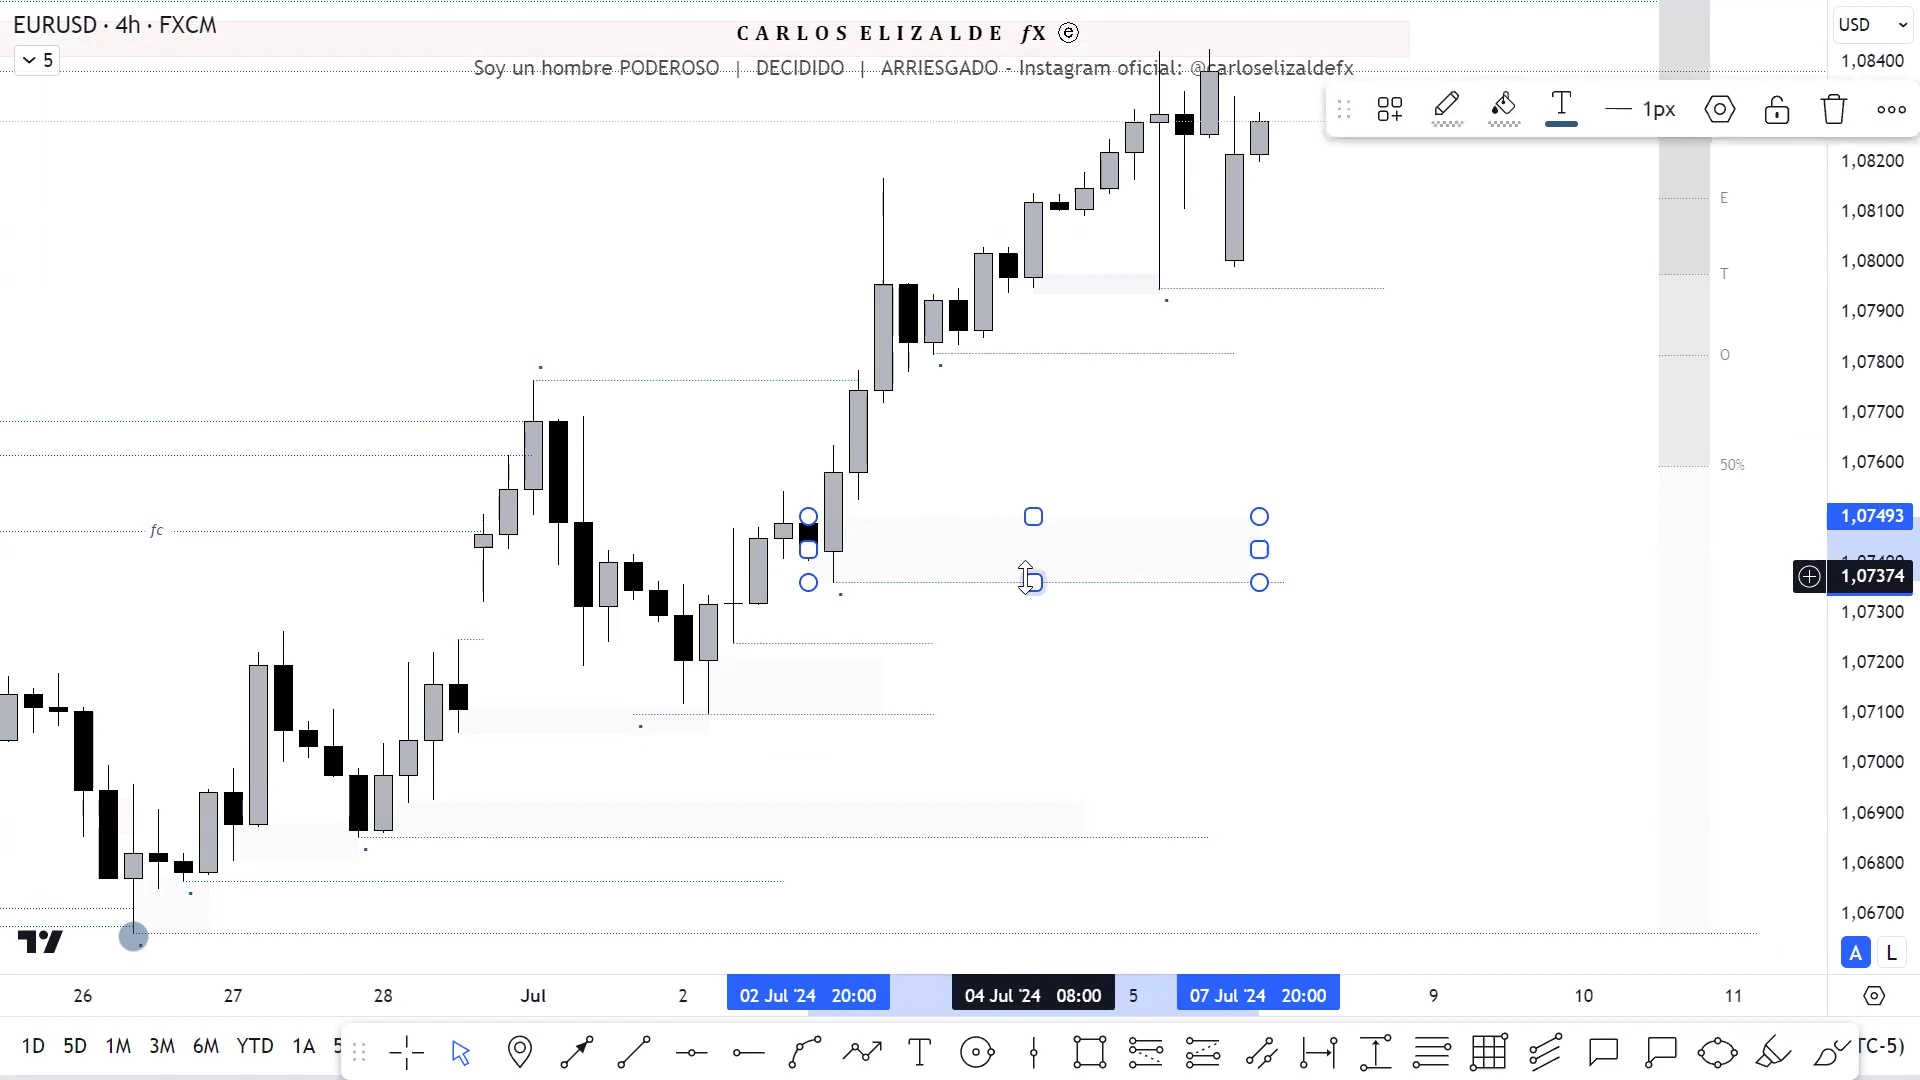 EURUSD · 4h · FXCM
CARLOS ELIZALDE fX e
USD
5
Soy un hombre PODEROSO | DECIDIDO | ARRIESGADO - Instagram oficial: @carloselizaldefx
1,08400
T
1px
1,08200
E
1,08100
1,08000
T
1,07900
O
1,07800
1,07700
1,07600
50%
1,07493
fc
1,07374
1,07300
1,07200
1,07100
1,07000
1,06900
1,06800
1,06700
A L
26 27 28 Jul 2 02 Jul '24 20:00 04 Jul '24 08:00 5 07 Jul '24 20:00 9 10 11
1D 5D 1M 3M 6M YTD 1A T TC-5)